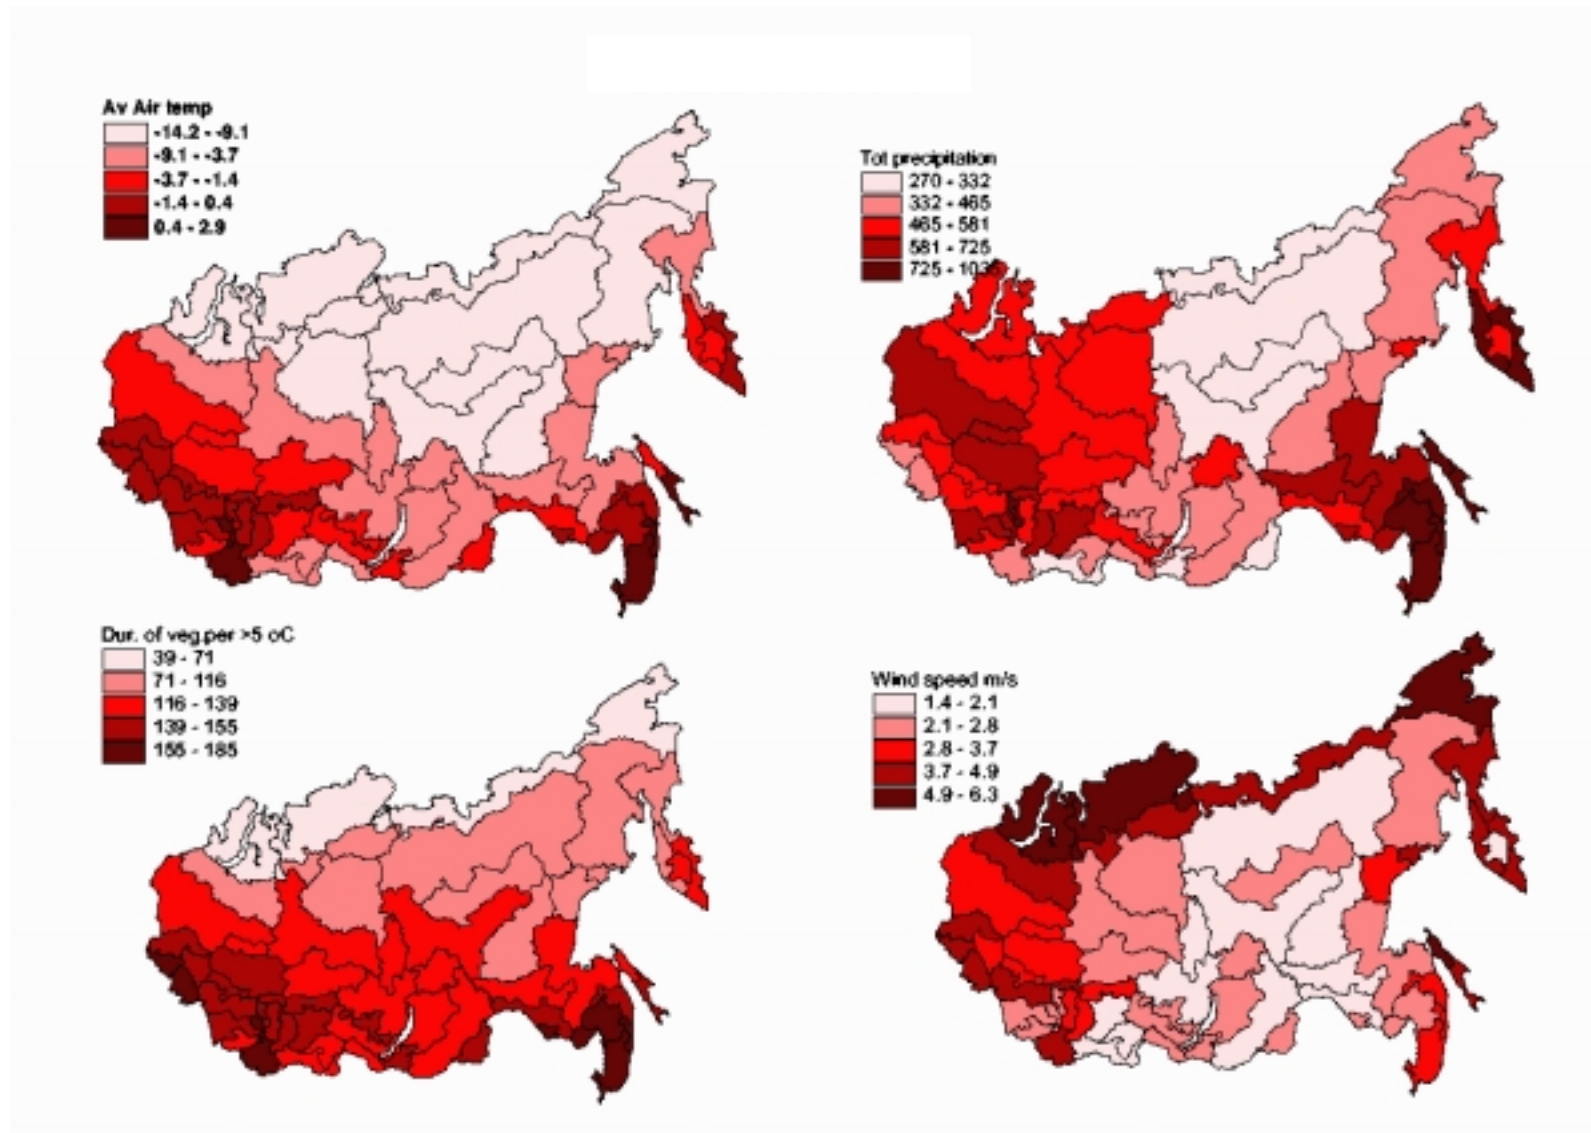 Av Air temp
-14.2 - -9.1
-9.1 - -3.7
-3.7 - -1.4
-1.4 - 0.4
0.4 - 2.9
Tot precipitation
270 - 332
332 - 465
465 - 581
581 - 725
725 - 103
Dur. of veg.per >5 oC
39 - 71
71 - 116
116 - 139
139 - 155
155 - 185
Wind speed m/s
1.4 - 2.1
2.1 - 2.8
2.8 - 3.7
3.7 - 4.9
4.9 - 6.3